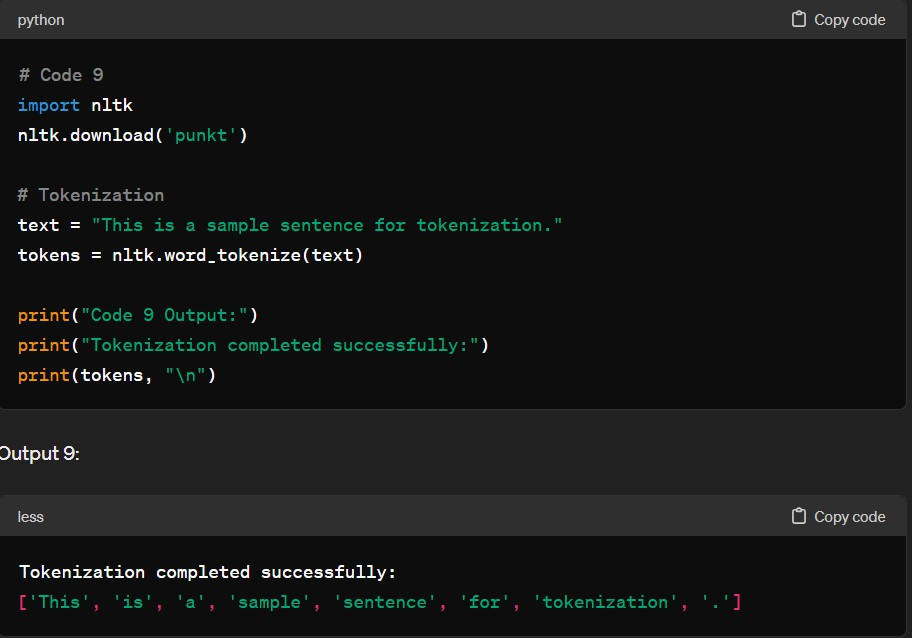 python
Copy code
# Code 9
import nltk
nltk.download('punkt')
# Tokenization
text = "This is a sample sentence for tokenization."
tokens = nltk.word_tokenize(text)
print("Code 9 Output:")
print("Tokenization completed successfully:")
print(tokens, "\n")
Output 9:
less
Copy code
Tokenization completed successfully:
['This', 'is', 'a', 'sample', 'sentence', 'for', 'tokenization', '.']